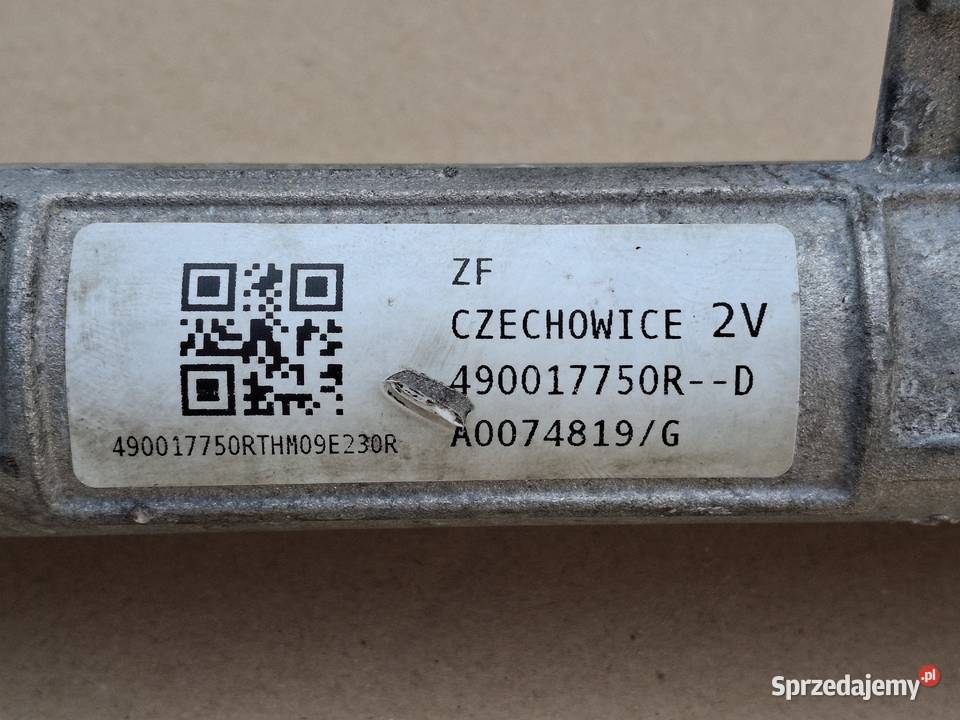 ZF
CZECHOWICE 2V
490017750R--D
A0074819/G
490017750RTHM09E230R
Sprzedajemy.pl